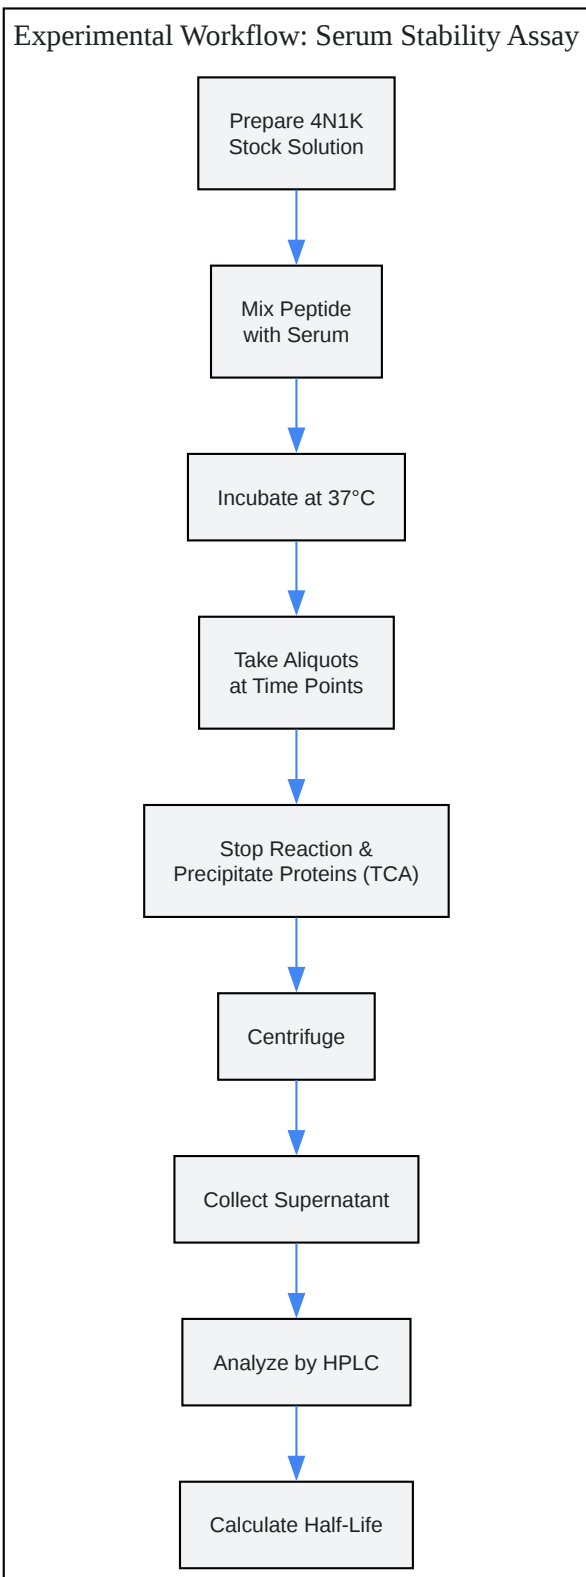 Experimental Workflow: Serum Stability Assay
Prepare 4N1K
Stock Solution
Mix Peptide
with Serum
Incubate at 37°C
Take Aliquots
at Time Points
Stop Reaction &
Precipitate Proteins (TCA)
Centrifuge
Collect Supernatant
Analyze by HPLC
Calculate Half-Life